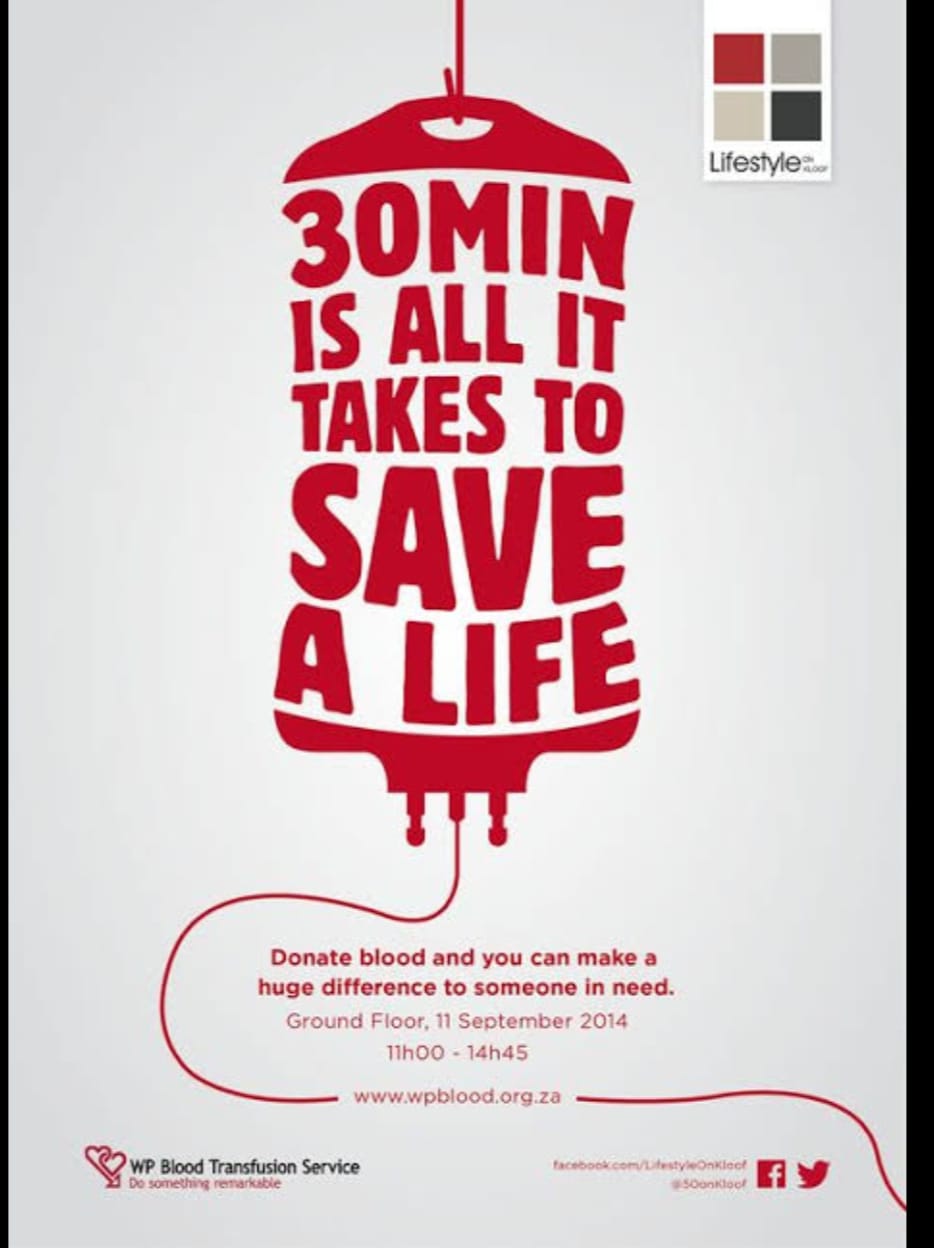 Lifestyle ON KLOOF
30MIN
IS ALL IT
TAKES TO
SAVE
A LIFE
Donate blood and you can make a
huge difference to someone in need.
Ground Floor, 11 September 2014
11h00 - 14h45
www.wpblood.org.za
WP Blood Transfusion Service
Do something remarkable
facebook.com/LifestyleOnKloof
@50onKloof